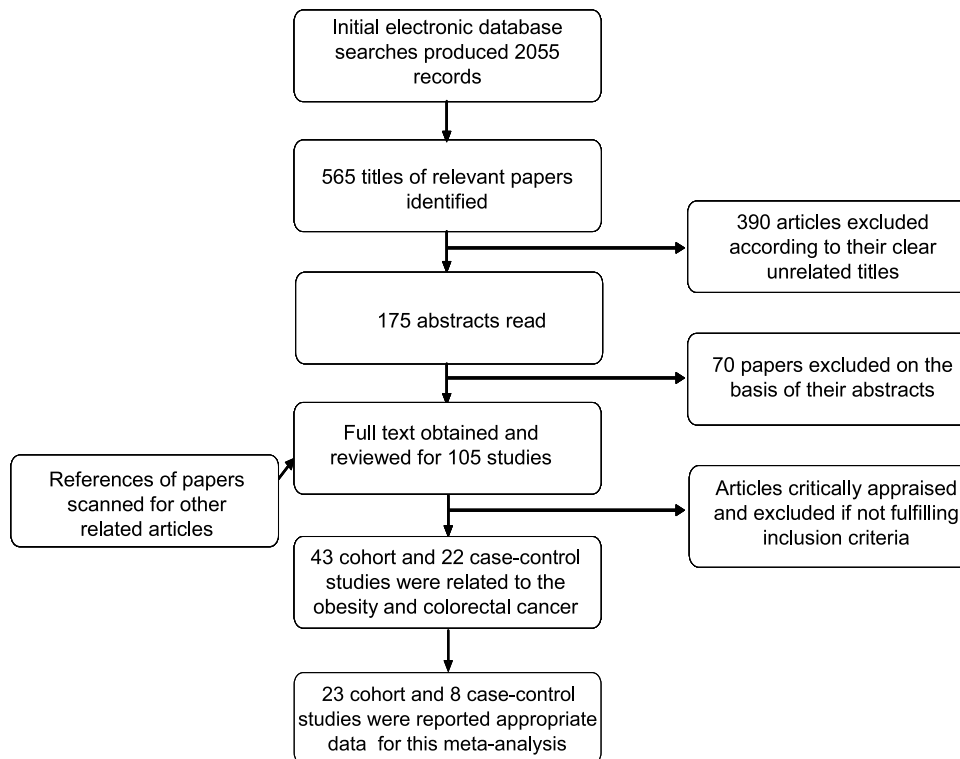 Initial electronic database
searches produced 2055
records
565 titles of relevant papers
identified
390 articles excluded
according to their clear
unrelated titles
175 abstracts read
70 papers excluded on the
basis of their abstracts
Full text obtained and
reviewed for 105 studies
References of papers
scanned for other
related articles
Articles critically appraised
and excluded if not fulfilling
inclusion criteria
43 cohort and 22 case-control
studies were related to the
obesity and colorectal cancer
23 cohort and 8 case-control
studies were reported appropriate
data for this meta-analysis